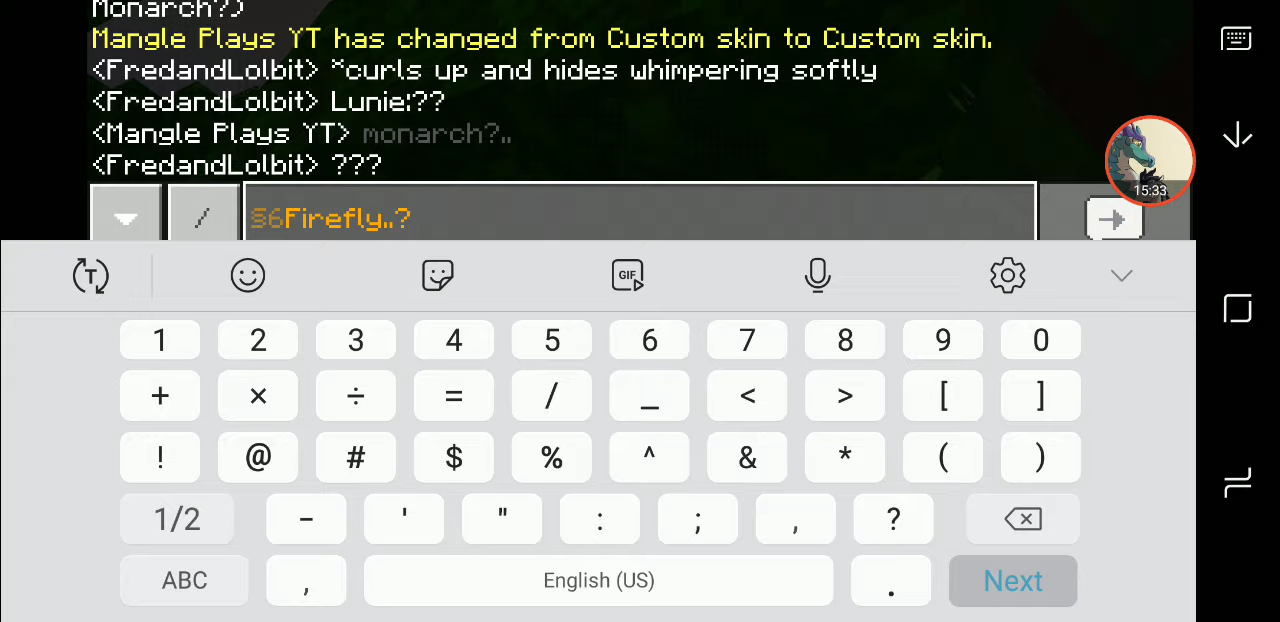 Monarch?)
Mangle Plays YT has changed from Custom skin to Custom skin.
<FredandLolbit> *curls up and hides whimpering softly
<FredandLolbit> Lunie:??
<Mangle Plays YT> monarch?..
<FredandLolbit> ???
15:33
/ §6Firefly..?
T GIF
1 2 3 4 5 6 7 8 9 0
+ × ÷ = / _ < > [ ]
! @ # $ % ^ & * ( )
1/2 - ' " : ; , ?
ABC , English (US) . Next